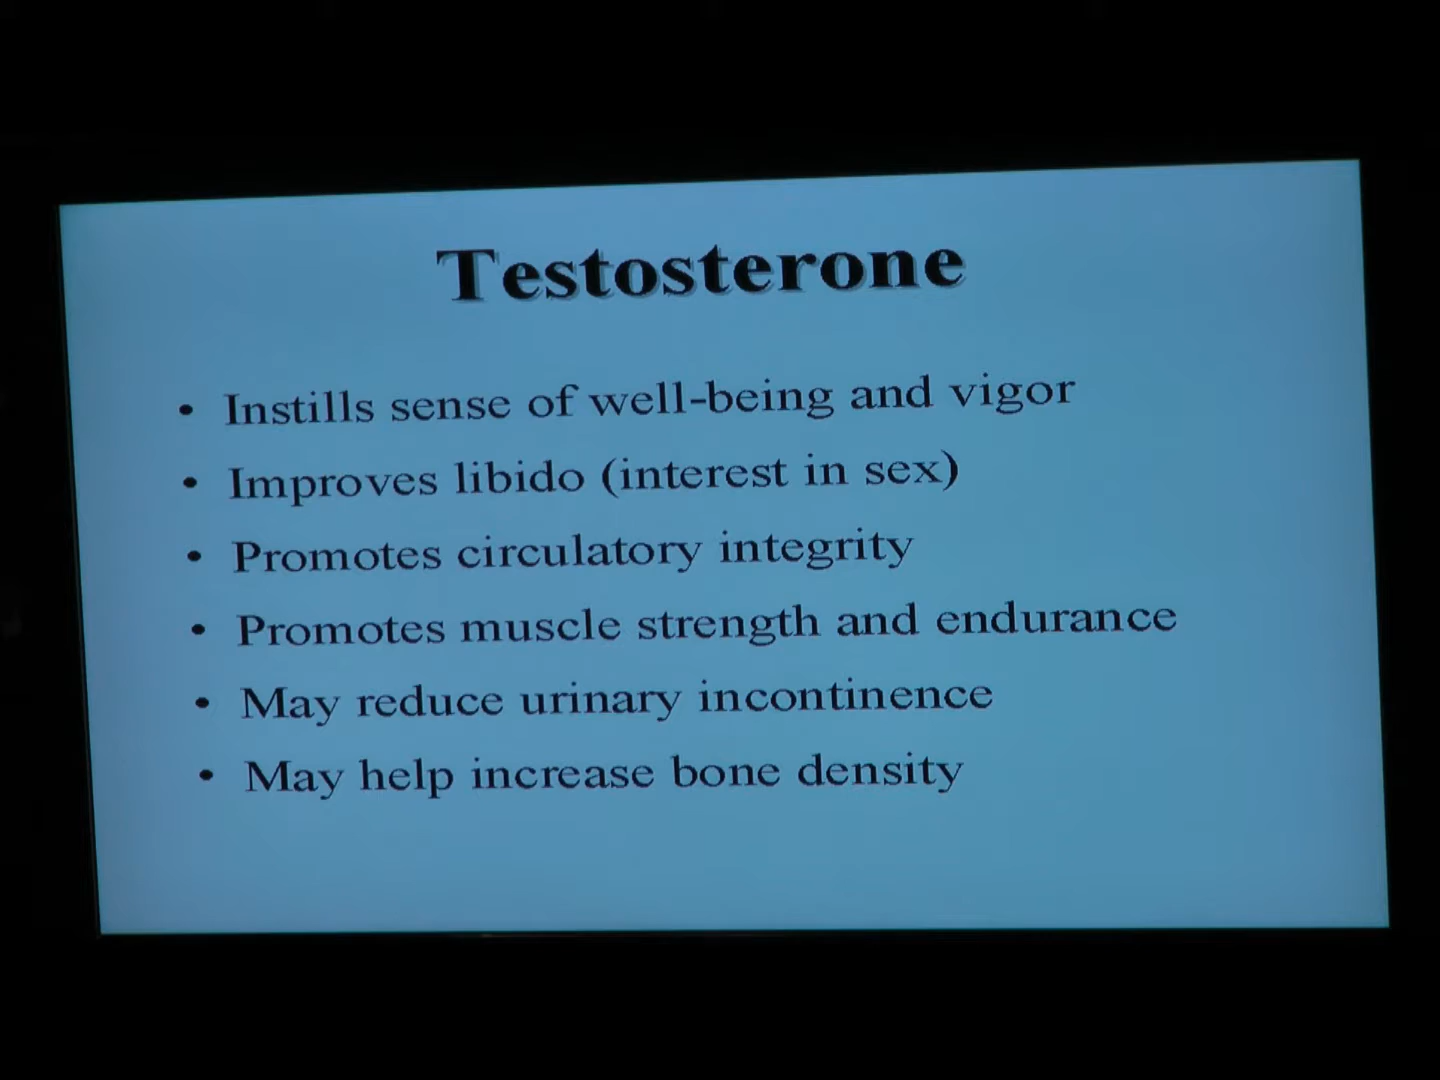 Testosterone
• Instills sense of well-being and vigor
• Improves libido (interest in sex)
• Promotes circulatory integrity
• Promotes muscle strength and endurance
• May reduce urinary incontinence
• May help increase bone density